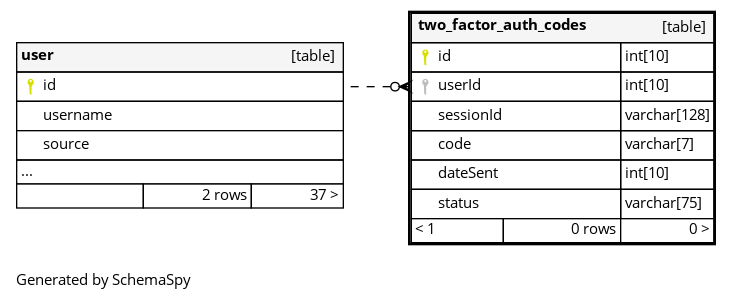 user [table]
id
username
source
...
2 rows 37 >
two_factor_auth_codes [table]
id int[10]
userId int[10]
sessionId varchar[128]
code varchar[7]
dateSent int[10]
status varchar[75]
< 1 0 rows 0 >
Generated by SchemaSpy